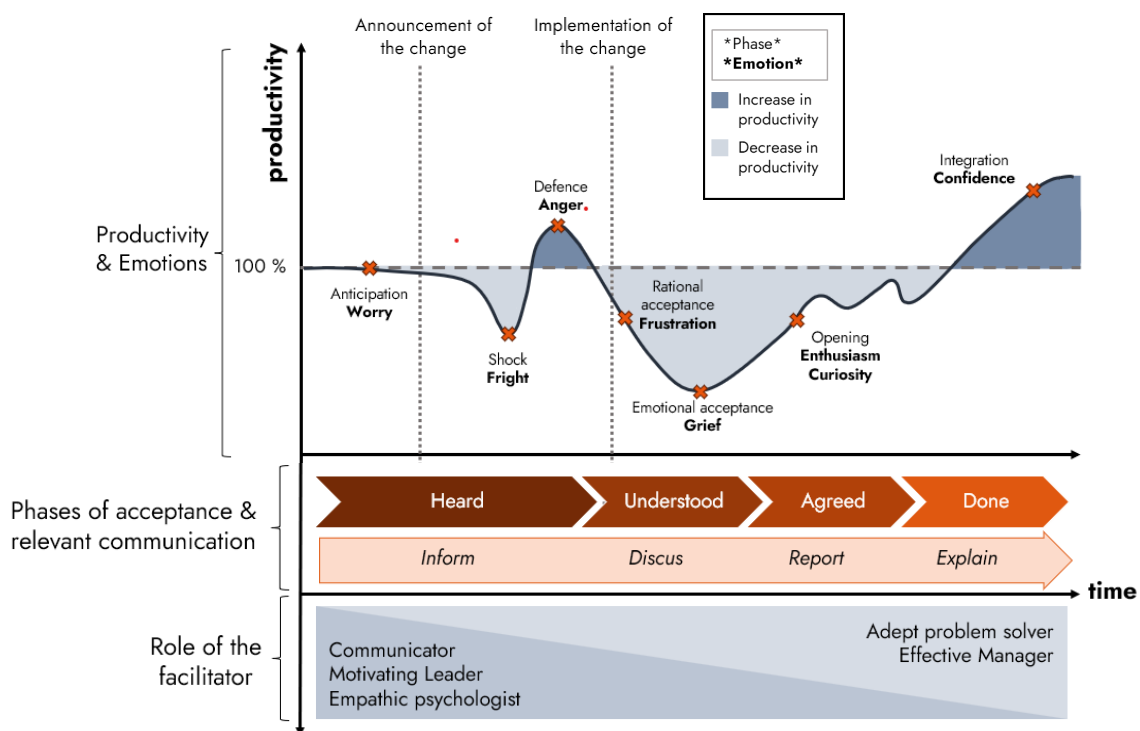 Announcement of
the change
Implementation of
the change
*Phase*
*Emotion*
Increase in
productivity
Decrease in
productivity
productivity
Productivity
& Emotions
100 %
Anticipation
Worry
Shock
Fright
Defence
Anger
Rational
acceptance
Frustration
Emotional acceptance
Grief
Opening
Enthusiasm
Curiosity
Integration
Confidence
Phases of acceptance &
relevant communication
Heard
Understood
Agreed
Done
Inform
Discus
Report
Explain
time
Role of the
facilitator
Communicator
Motivating Leader
Empathic psychologist
Adept problem solver
Effective Manager